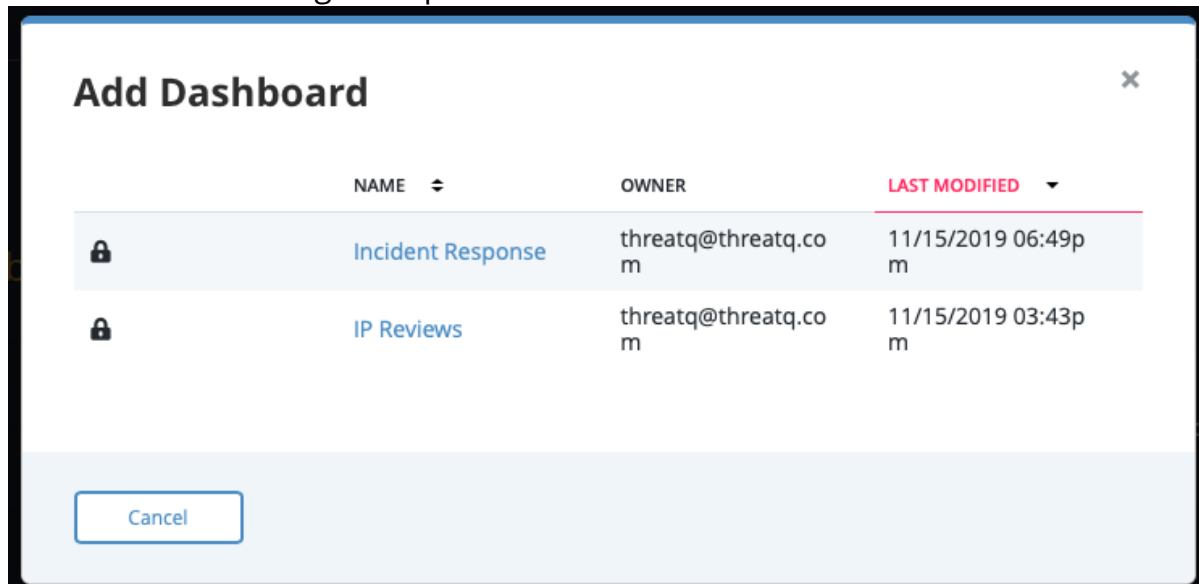 Add Dashboard
×
NAME OWNER LAST MODIFIED
Incident Response threatq@threatq.co 11/15/2019 06:49p
m m
IP Reviews threatq@threatq.co 11/15/2019 03:43p
m m
Cancel